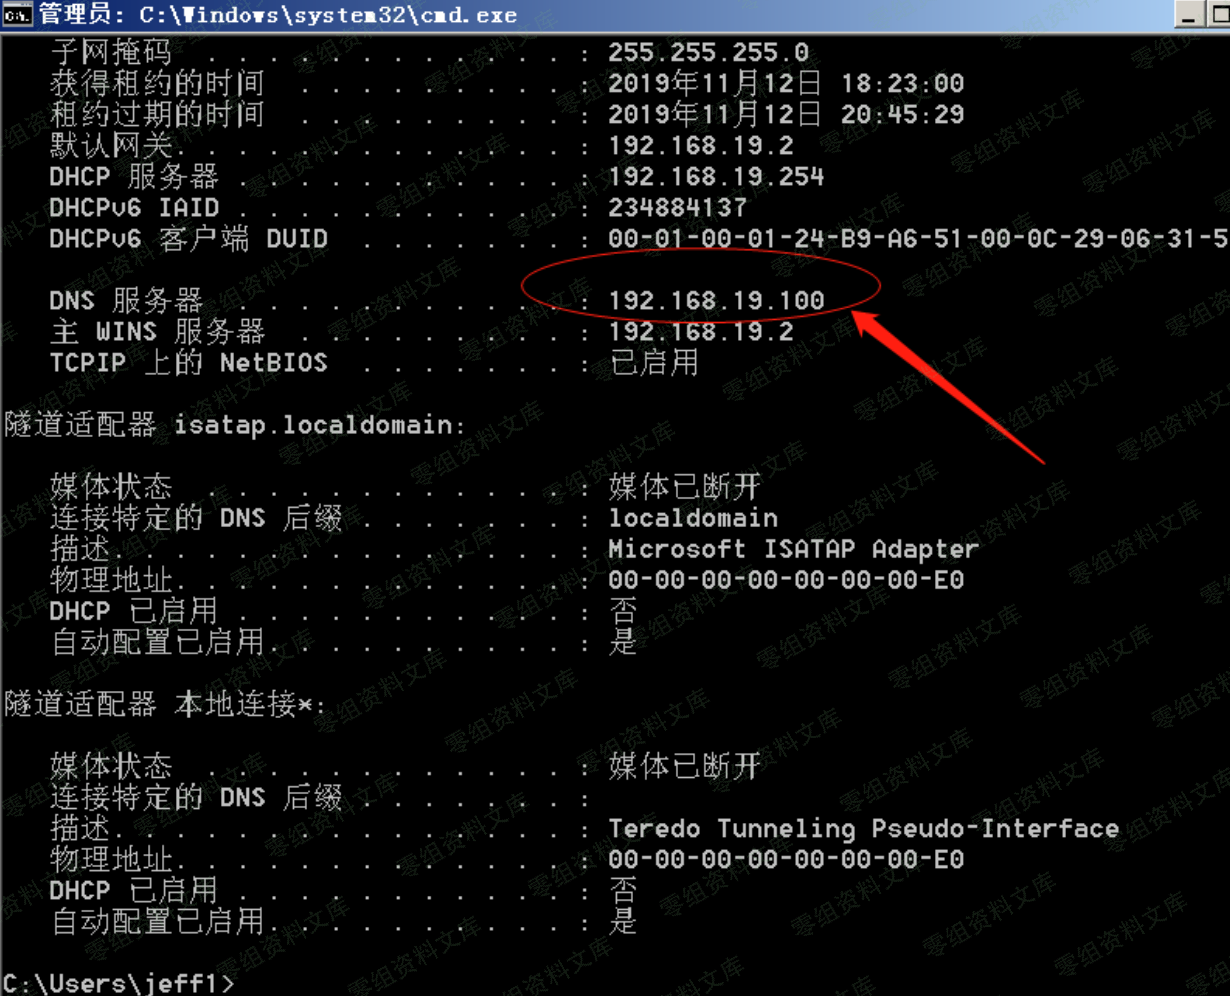 管理员: C:\Windows\system32\cmd.exe
子网掩码 . . . . . . . . . . . . : 255.255.255.0
获得租约的时间 . . . . . . . . . : 2019年11月12日 18:23:00
租约过期的时间 . . . . . . . . . : 2019年11月12日 20:45:29
默认网关. . . . . . . . . . . . . : 192.168.19.2
DHCP 服务器 . . . . . . . . . . . : 192.168.19.254
DHCPv6 IAID . . . . . . . . . . . : 234884137
DHCPv6 客户端 DUID . . . . . . . : 00-01-00-01-24-B9-A6-51-00-0C-29-06-31-5
DNS 服务器 . . . . . . . . . . . : 192.168.19.100
主 WINS 服务器 . . . . . . . . . : 192.168.19.2
TCPIP 上的 NetBIOS . . . . . . . : 已启用
隧道适配器 isatap.localdomain:
媒体状态 . . . . . . . . . . . . : 媒体已断开
连接特定的 DNS 后缀 . . . . . . . : localdomain
描述. . . . . . . . . . . . . . . : Microsoft ISATAP Adapter
物理地址. . . . . . . . . . . . . : 00-00-00-00-00-00-00-E0
DHCP 已启用 . . . . . . . . . . . : 否
自动配置已启用. . . . . . . . . . : 是
隧道适配器 本地连接*:
媒体状态 . . . . . . . . . . . . : 媒体已断开
连接特定的 DNS 后缀 . . . . . . . :
描述. . . . . . . . . . . . . . . : Teredo Tunneling Pseudo-Interface
物理地址. . . . . . . . . . . . . : 00-00-00-00-00-00-00-E0
DHCP 已启用 . . . . . . . . . . . : 否
自动配置已启用. . . . . . . . . . : 是
C:\Users\jeff1>
零组资料文库